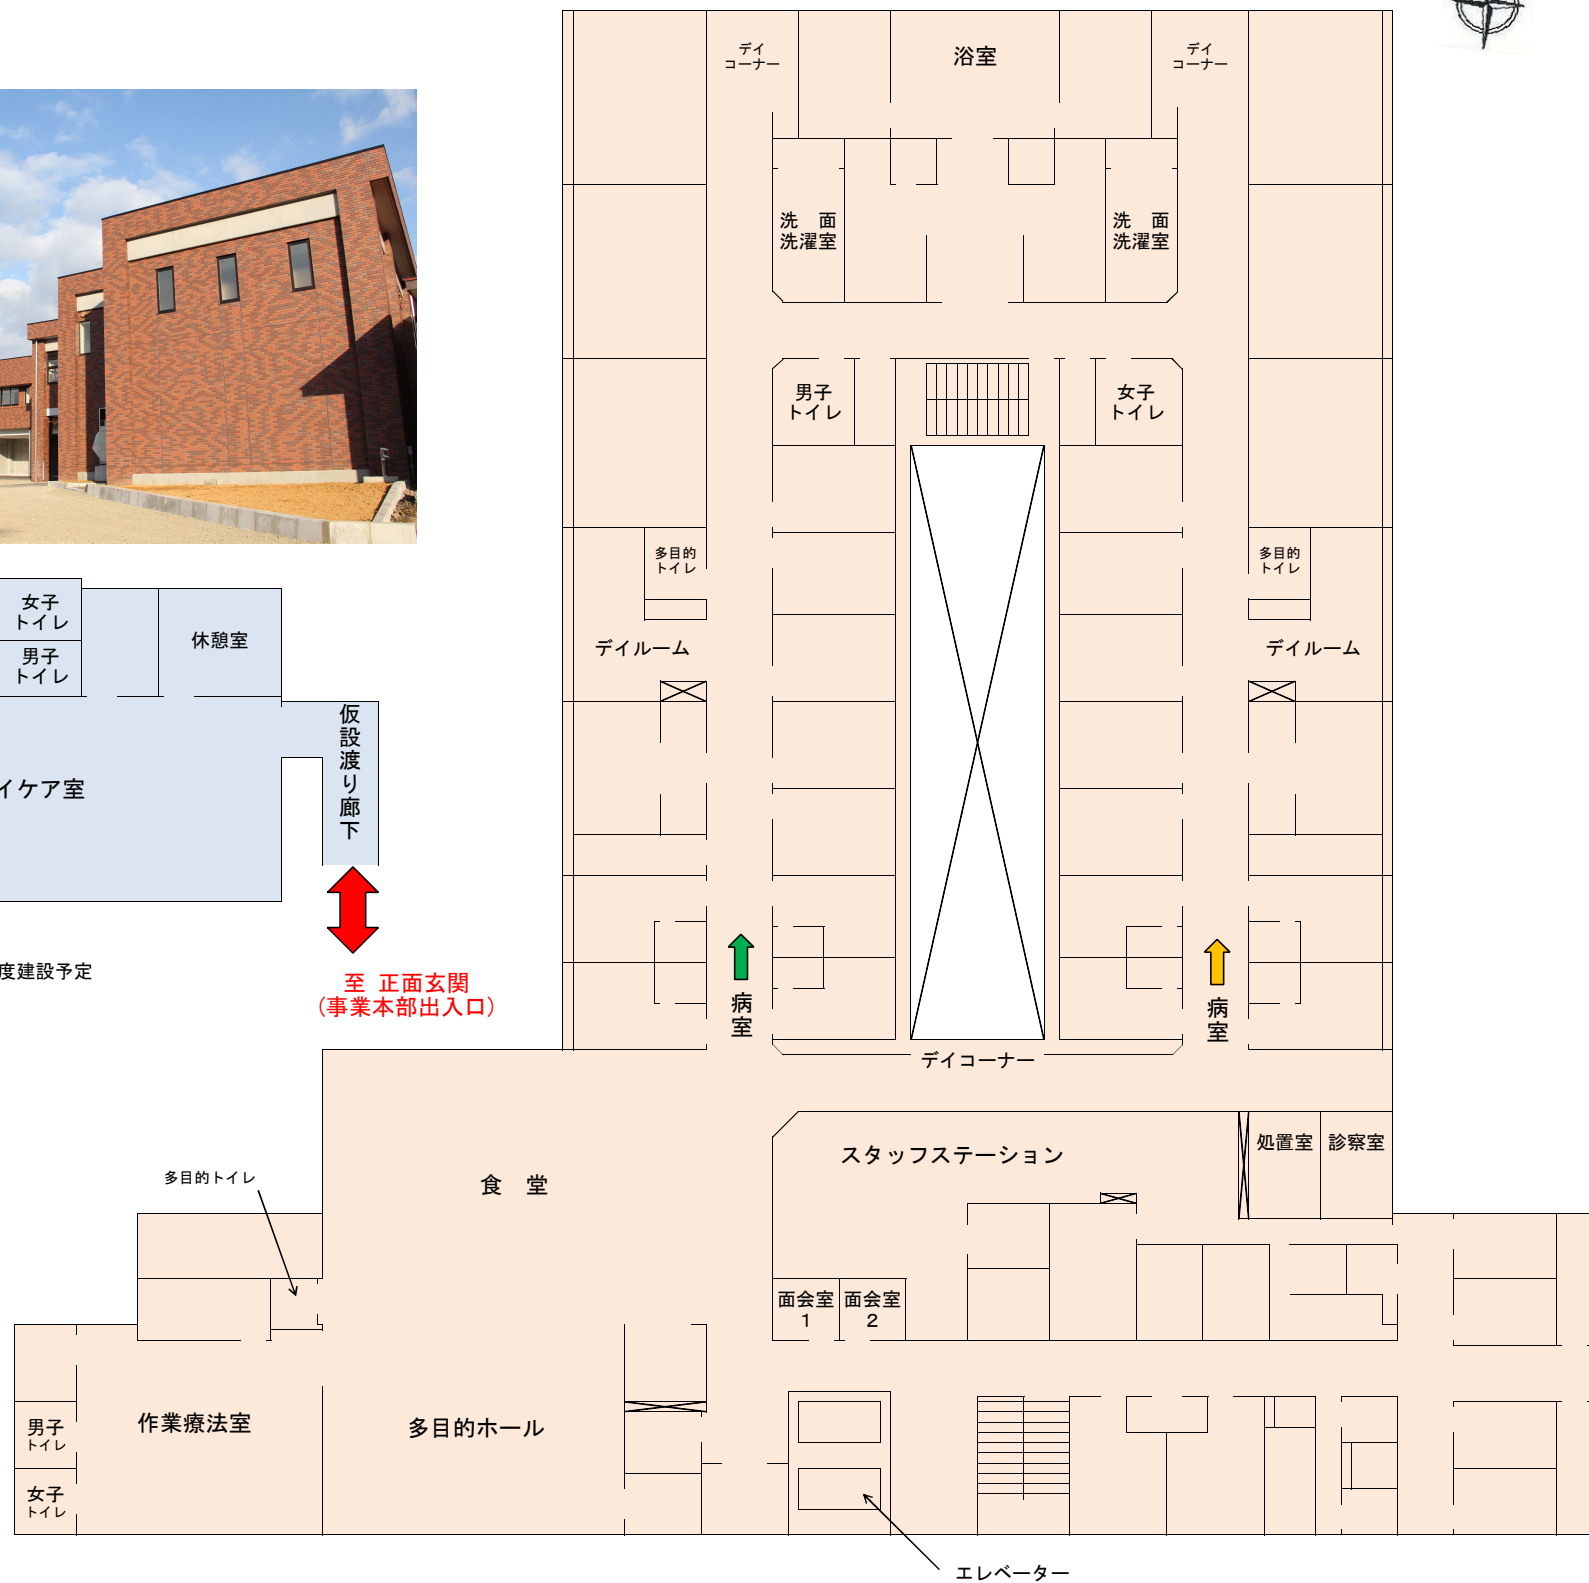 デイ
コーナー
浴室
デイ
コーナー
洗　面
洗濯室
洗　面
洗濯室
男子
トイレ
女子
トイレ
多目的
トイレ
多目的
トイレ
デイルーム
デイルーム
女子
トイレ
男子
トイレ
休憩室
仮設渡り廊下
イケア室
度建設予定
至 正面玄関
（事業本部出入口）
病室
病室
デイコーナー
スタッフステーション
処置室
診察室
食　堂
多目的トイレ
面会室
1
面会室
2
作業療法室
多目的ホール
男子
トイレ
女子
トイレ
エレベーター